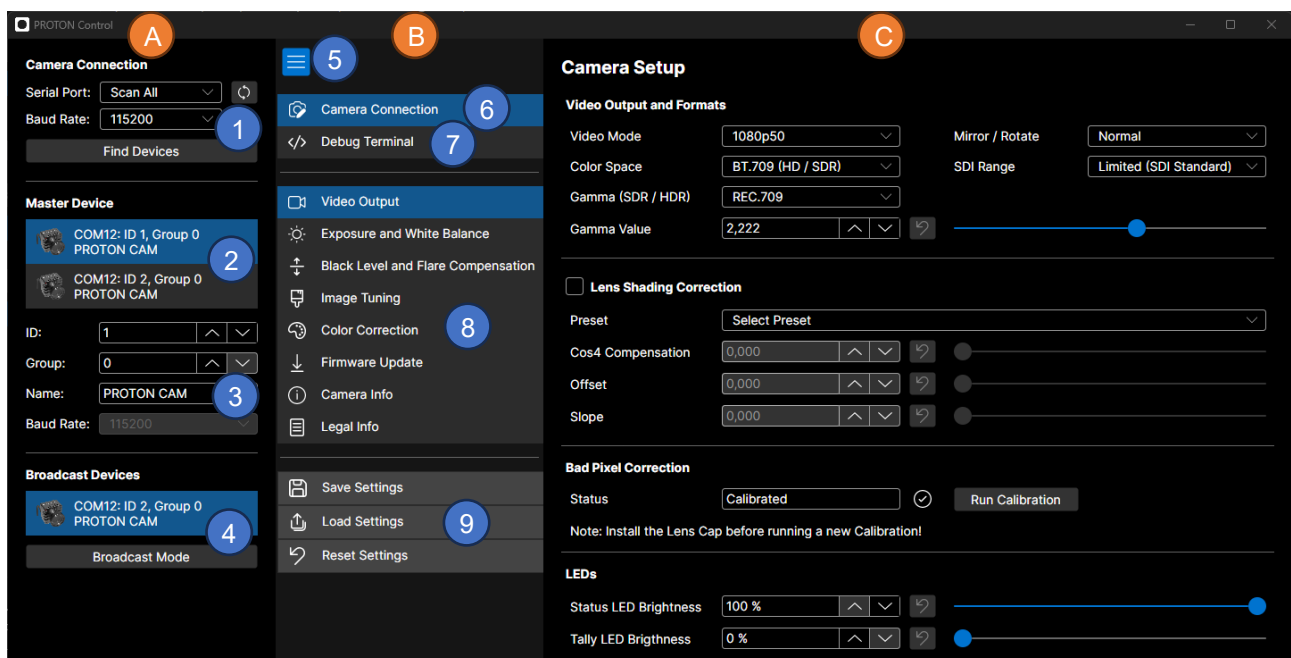 PROTON Control
A
B
C
Camera Connection
Serial Port: Scan All
Baud Rate: 115200
1
Find Devices
Master Device
COM12: ID 1, Group 0
PROTON CAM
2
COM12: ID 2, Group 0
PROTON CAM
ID: 1
Group: 0
Name: PROTON CAM
3
Baud Rate: 115200
Broadcast Devices
COM12: ID 2, Group 0
PROTON CAM
4
Broadcast Mode
5
Camera Connection
6
</> Debug Terminal
7
Video Output
Exposure and White Balance
Black Level and Flare Compensation
Image Tuning
Color Correction
8
Firmware Update
Camera Info
Legal Info
Save Settings
Load Settings
9
Reset Settings
Camera Setup
Video Output and Formats
Video Mode 1080p50 Mirror / Rotate Normal
Color Space BT.709 (HD / SDR) SDI Range Limited (SDI Standard)
Gamma (SDR / HDR) REC.709
Gamma Value 2,222
Lens Shading Correction
Preset Select Preset
Cos4 Compensation 0,000
Offset 0,000
Slope 0,000
Bad Pixel Correction
Status Calibrated Run Calibration
Note: Install the Lens Cap before running a new Calibration!
LEDs
Status LED Brightness 100 %
Tally LED Brigthness 0 %